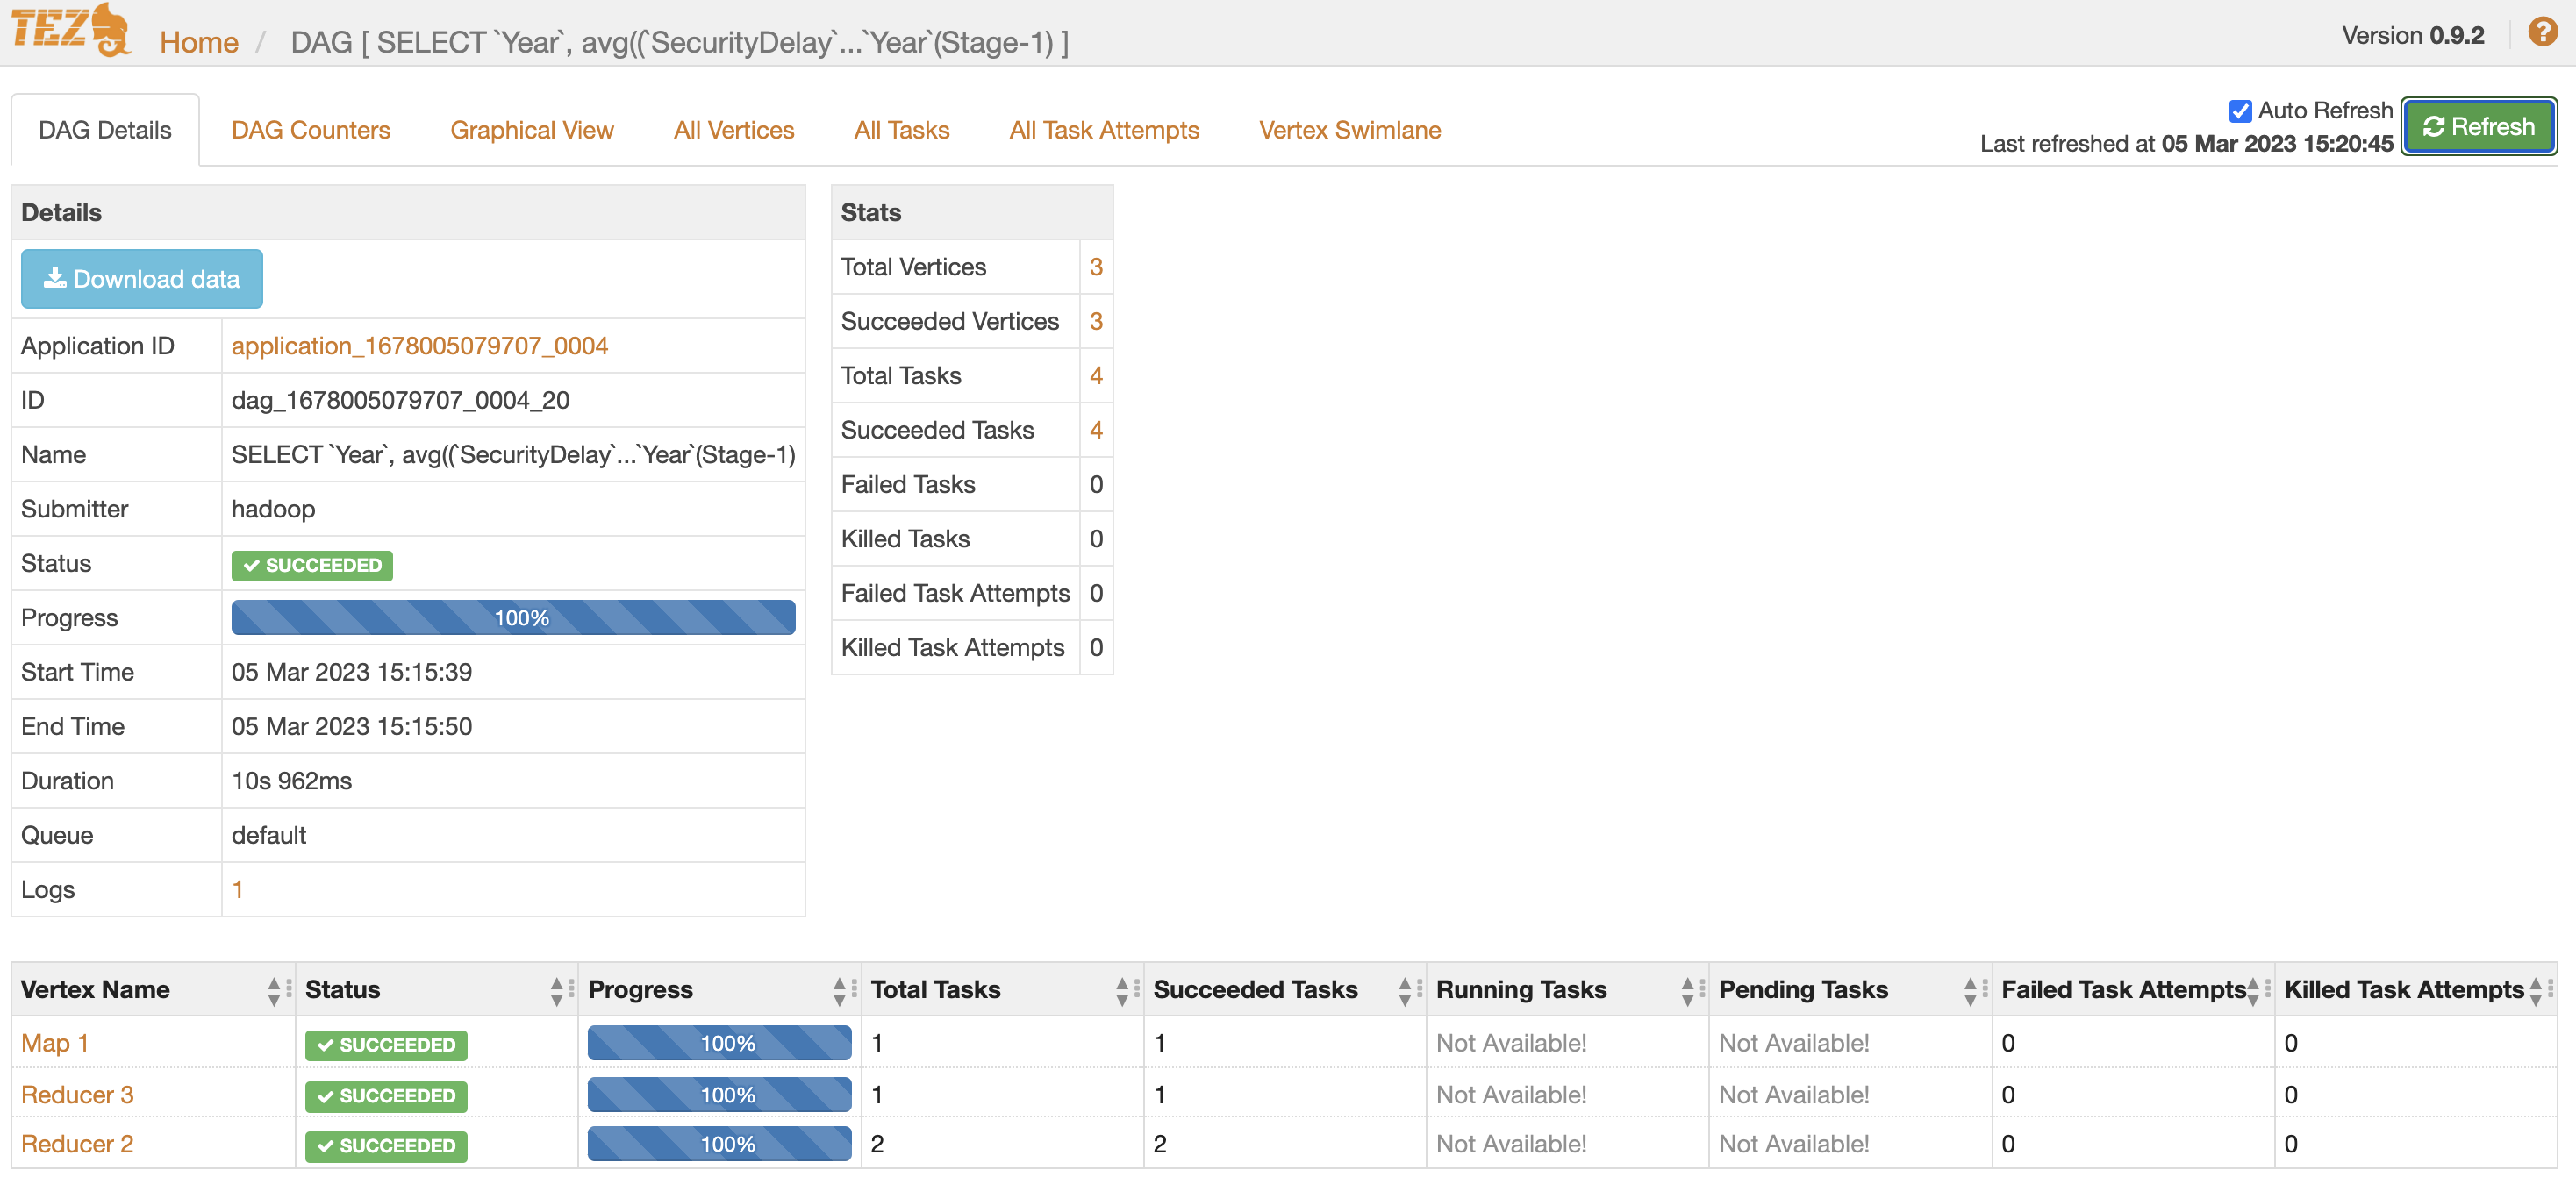 TEZ Home / DAG [ SELECT `Year`, avg((`SecurityDelay`...`Year`(Stage-1) ] Version 0.9.2 ?
DAG Details DAG Counters Graphical View All Vertices All Tasks All Task Attempts Vertex Swimlane
Auto Refresh
Last refreshed at 05 Mar 2023 15:20:45
Refresh
Details
Download data
Application ID application_1678005079707_0004
ID dag_1678005079707_0004_20
Name SELECT `Year`, avg((`SecurityDelay`...`Year`(Stage-1)
Submitter hadoop
Status SUCCEEDED
Progress 100%
Start Time 05 Mar 2023 15:15:39
End Time 05 Mar 2023 15:15:50
Duration 10s 962ms
Queue default
Logs 1
Stats
Total Vertices 3
Succeeded Vertices 3
Total Tasks 4
Succeeded Tasks 4
Failed Tasks 0
Killed Tasks 0
Failed Task Attempts 0
Killed Task Attempts 0
Vertex Name Status Progress Total Tasks Succeeded Tasks Running Tasks Pending Tasks Failed Task Attempts Killed Task Attempts
Map 1 SUCCEEDED 100% 1 1 Not Available! Not Available! 0 0
Reducer 3 SUCCEEDED 100% 1 1 Not Available! Not Available! 0 0
Reducer 2 SUCCEEDED 100% 2 2 Not Available! Not Available! 0 0